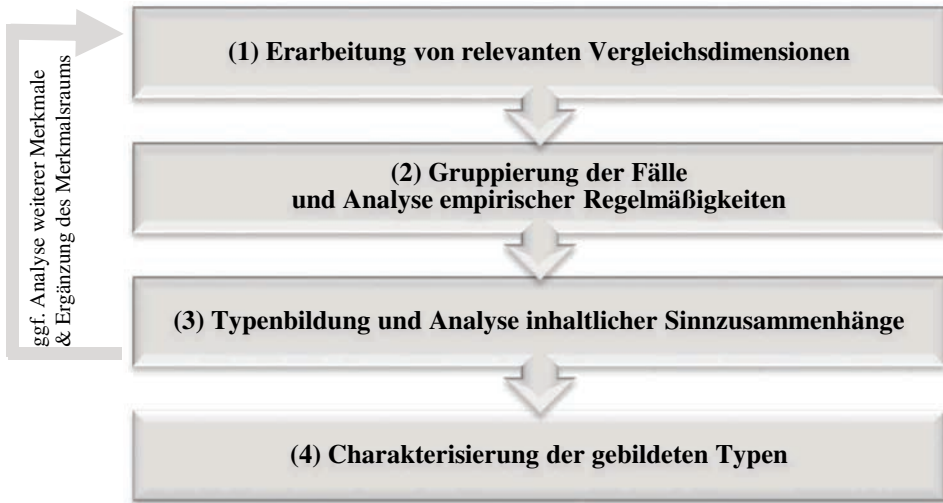 (1) Erarbeitung von relevanten Vergleichsdimensionen
(2) Gruppierung der Fälle
und Analyse empirischer Regelmäßigkeiten
(3) Typenbildung und Analyse inhaltlicher Sinnzusammenhänge
(4) Charakterisierung der gebildeten Typen
ggf. Analyse weiterer Merkmale
& Ergänzung des Merkmalsraums